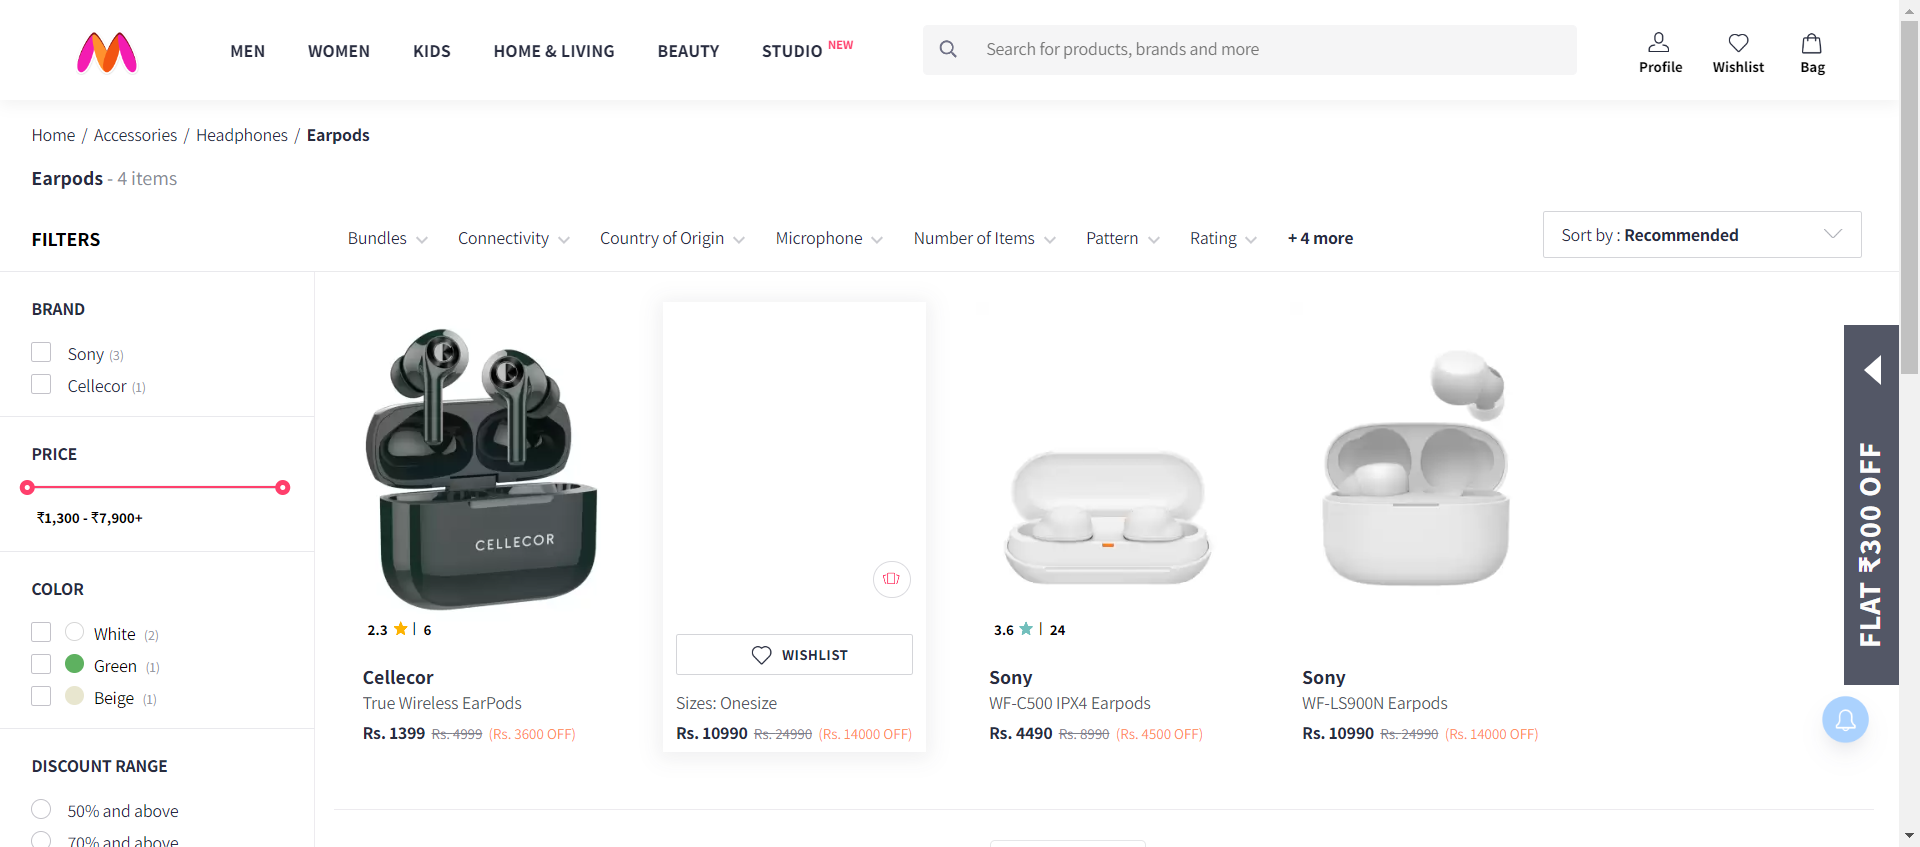 MEN WOMEN KIDS HOME & LIVING BEAUTY STUDIO NEW
Search for products, brands and more
Profile Wishlist Bag
Home / Accessories / Headphones / Earpods
Earpods - 4 items
FILTERS
Bundles Connectivity Country of Origin Microphone Number of Items Pattern Rating + 4 more
Sort by : Recommended
BRAND
Sony (3)
Cellecor (1)
PRICE
₹1,300 - ₹7,900+
COLOR
White (2)
Green (1)
Beige (1)
DISCOUNT RANGE
50% and above
70% and above
CELLECOR
2.3 | 6
Cellecor
True Wireless EarPods
Rs. 1399 Rs. 4999 (Rs. 3600 OFF)
WISHLIST
Sizes: Onesize
Rs. 10990 Rs. 24990 (Rs. 14000 OFF)
3.6 | 24
Sony
WF-C500 IPX4 Earpods
Rs. 4490 Rs. 8990 (Rs. 4500 OFF)
Sony
WF-LS900N Earpods
Rs. 10990 Rs. 24990 (Rs. 14000 OFF)
FLAT ₹300 OFF